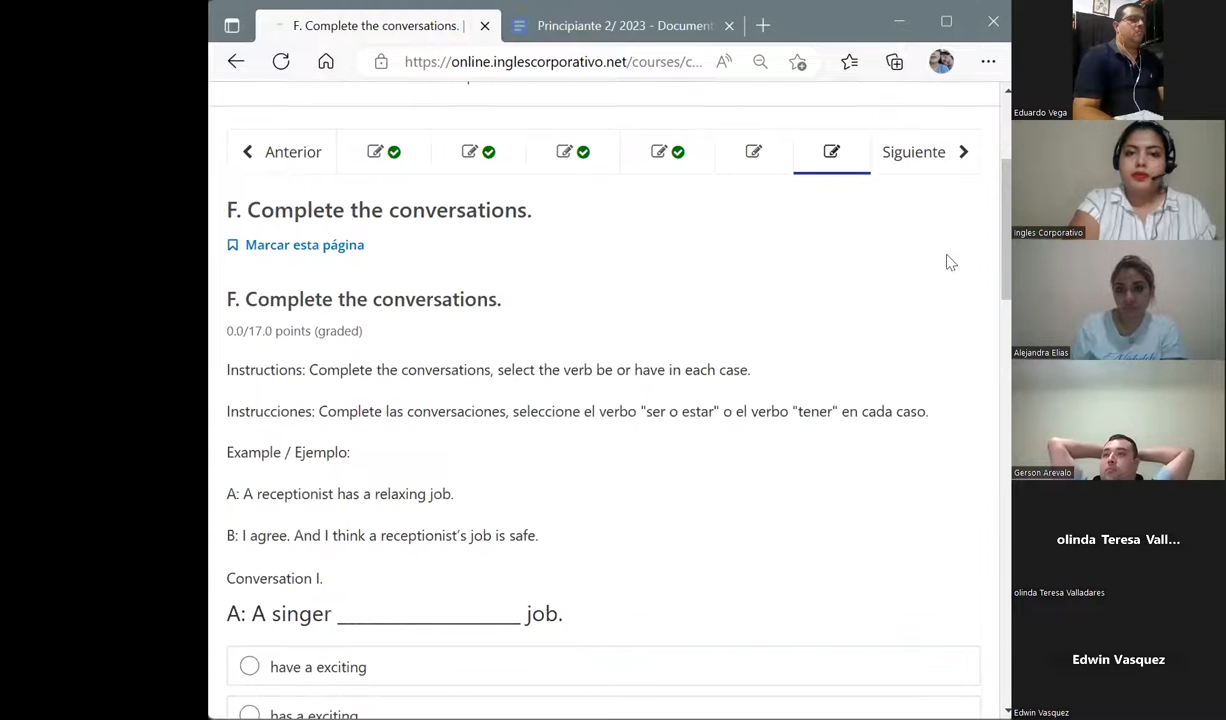 F. Complete the conversations. |
Principiante 2/ 2023 - Document
https://online.inglescorporativo.net/courses/c...
Anterior
Siguiente
F. Complete the conversations.
Marcar esta página
F. Complete the conversations.
0.0/17.0 points (graded)
Instructions: Complete the conversations, select the verb be or have in each case.
Instrucciones: Complete las conversaciones, seleccione el verbo "ser o estar" o el verbo "tener" en cada caso.
Example / Ejemplo:
A: A receptionist has a relaxing job.
B: I agree. And I think a receptionist's job is safe.
Conversation I.
A: A singer __________________ job.
have a exciting
has a exciting
Eduardo Vega
Ingles Corporativo
Alejandra Elias
Gerson Arevalo
olinda Teresa Vall...
olinda Teresa Valladares
Edwin Vasquez
Edwin Vasquez